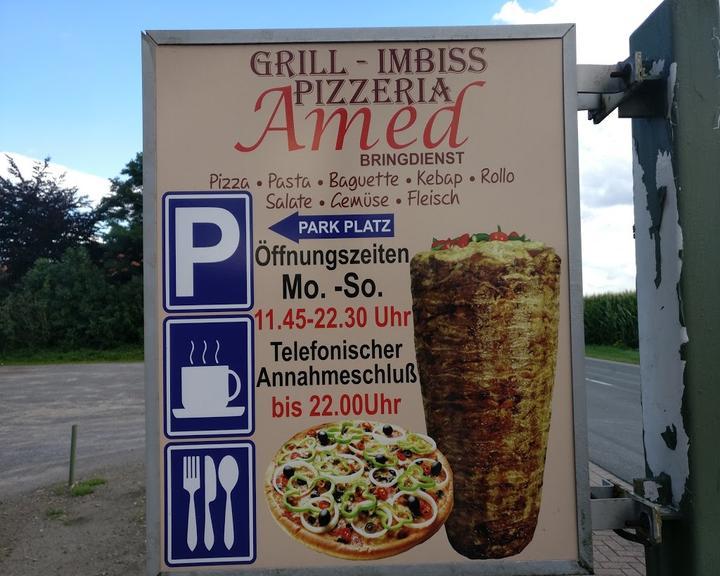 GRILL - IMBISS
PIZZERIA
Amed
BRINGDIENST
Pizza • Pasta • Baguette • Kebap • Rollo
Salate • Gemüse • Fleisch
P
PARK PLATZ
Öffnungszeiten
Mo. -So.
11.45-22.30 Uhr
Telefonischer
Annahmeschluß
bis 22.00Uhr